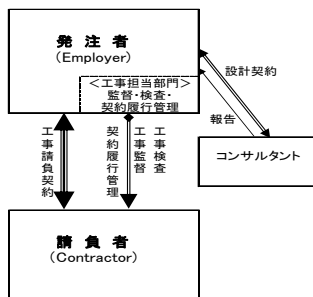 発 注 者
(Employer)
<工事担当部門>
監督・検査・
契約履行管理
設計契約
報告
コンサルタント
工事請負契約
契約履行管理
工事監督
工事検査
請 負 者
(Contractor)